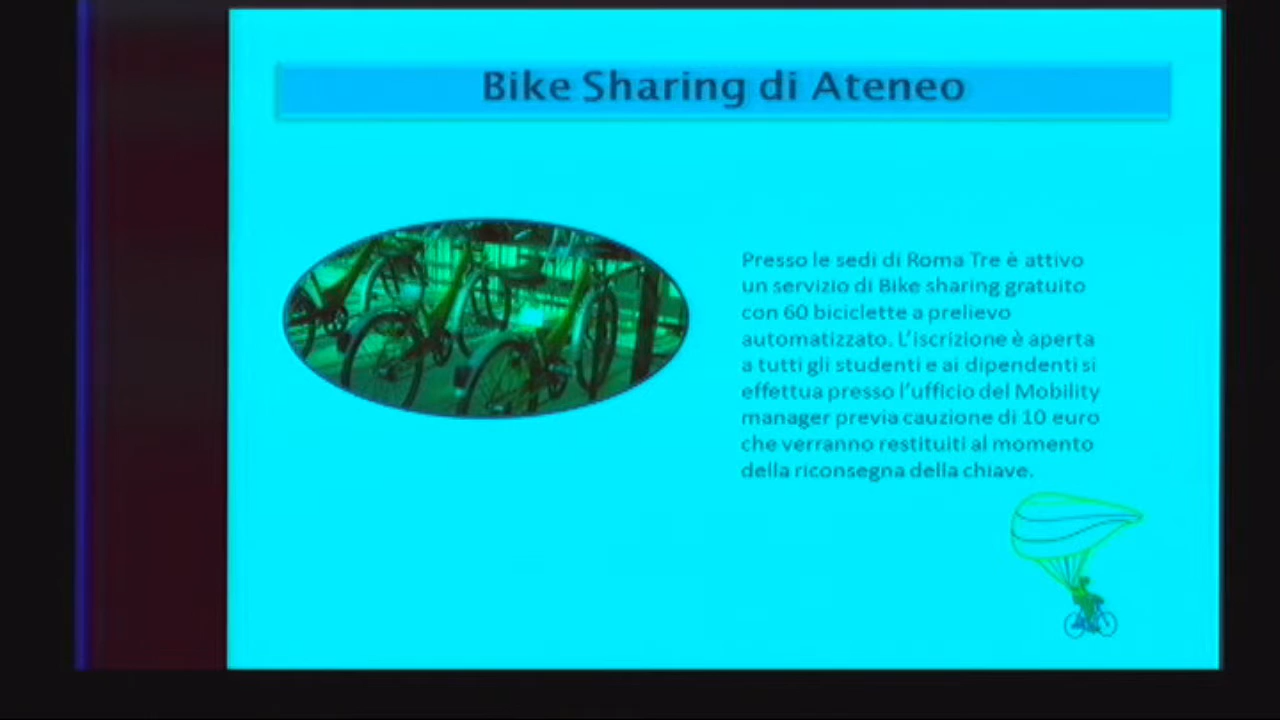 Bike Sharing di Ateneo
Presso le sedi di Roma Tre è attivo
un servizio di Bike sharing gratuito
con 60 biciclette a prelievo
automatizzato. L'iscrizione è aperta
a tutti gli studenti e ai dipendenti si
effettua presso l'ufficio del Mobility
manager previa cauzione di 10 euro
che verranno restituiti al momento
della riconsegna della chiave.